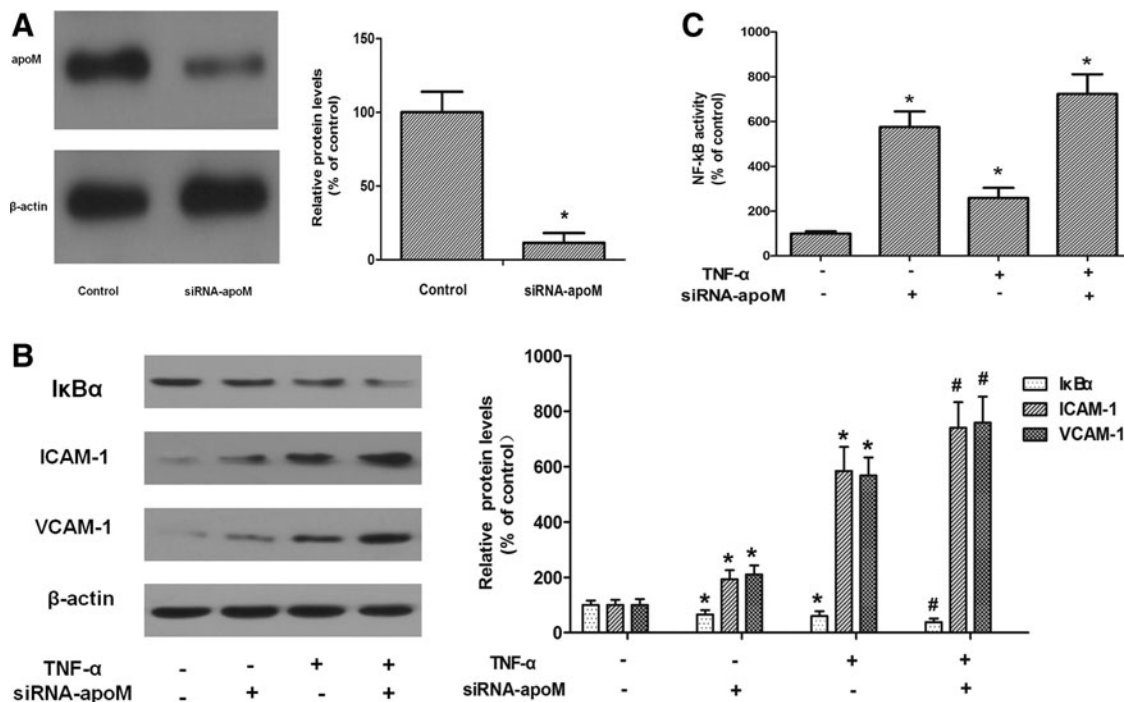 A
apoM
β-actin
Control siRNA-apoM
Relative protein levels
(% of control)
150
100
50
0
*
Control siRNA-apoM
C
NF-kB activity
(% of control)
1000
800
600
400
200
0
* * *
TNF-α - - + +
siRNA-apoM - + - +
B
IκBα
ICAM-1
VCAM-1
β-actin
TNF-α - - + +
siRNA-apoM - + - +
Relative protein levels
(% of control)
1000
800
600
400
200
0
* * * * * * # # #
IκBα
ICAM-1
VCAM-1
TNF-α - - + +
siRNA-apoM - + - +